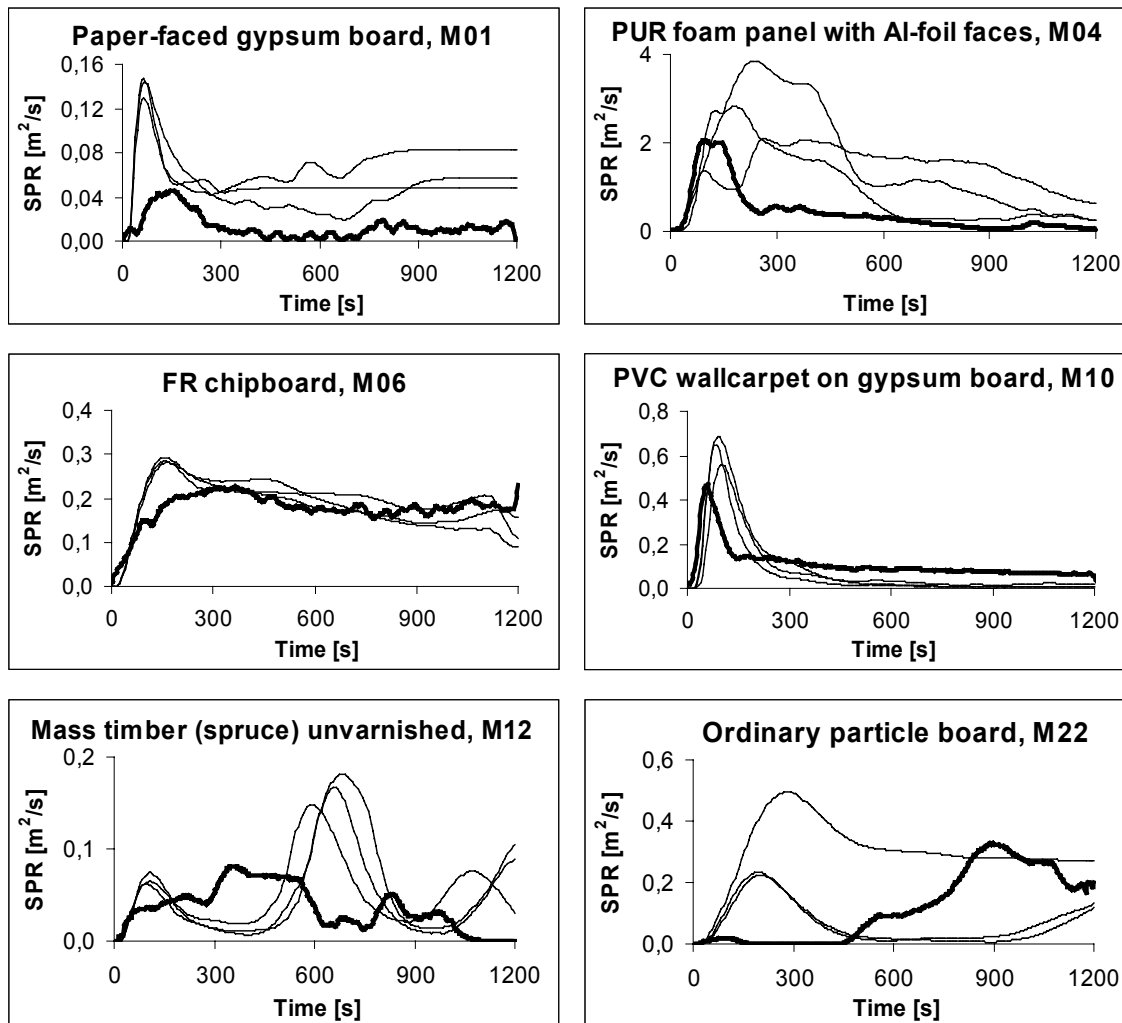 Paper-faced gypsum board, M01
0,16
0,12
0,08
0,04
0,00
SPR [m²/s]
0 300 600 900 1200
Time [s]
PUR foam panel with Al-foil faces, M04
4
2
0
SPR [m²/s]
0 300 600 900 1200
Time [s]
FR chipboard, M06
0,4
0,3
0,2
0,1
0,0
SPR [m²/s]
0 300 600 900 1200
Time [s]
PVC wallcarpet on gypsum board, M10
0,8
0,6
0,4
0,2
0,0
SPR [m²/s]
0 300 600 900 1200
Time [s]
Mass timber (spruce) unvarnished, M12
0,2
0,1
0,0
SPR [m²/s]
0 300 600 900 1200
Time [s]
Ordinary particle board, M22
0,6
0,4
0,2
0,0
SPR [m²/s]
0 300 600 900 1200
Time [s]